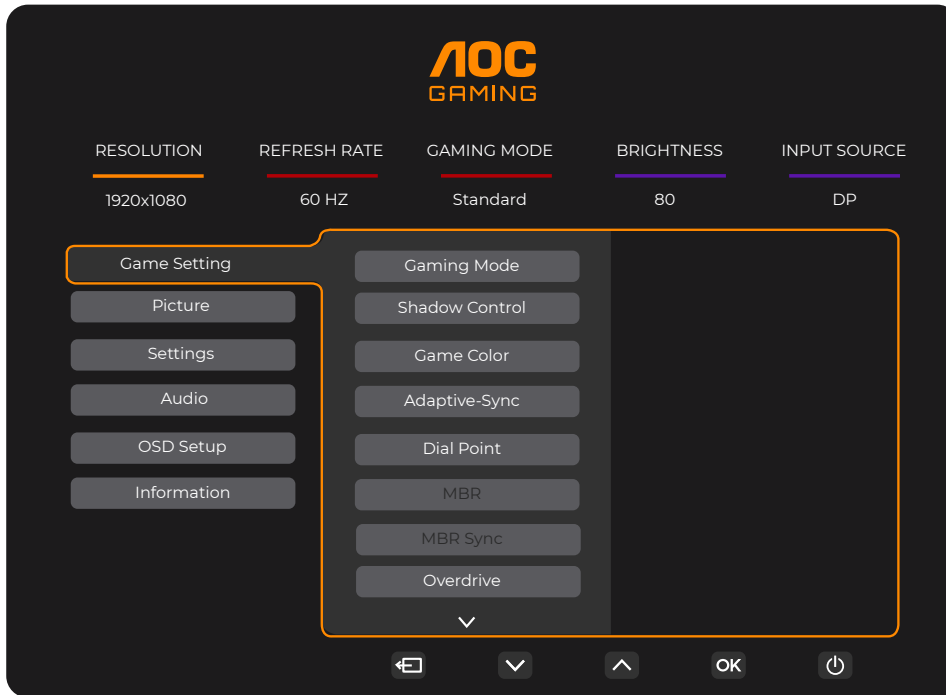 AOC
GAMING
RESOLUTION REFRESH RATE GAMING MODE BRIGHTNESS INPUT SOURCE
1920x1080 60 HZ Standard 80 DP
Game Setting
Picture
Settings
Audio
OSD Setup
Information
Gaming Mode
Shadow Control
Game Color
Adaptive-Sync
Dial Point
MBR
MBR Sync
Overdrive
OK